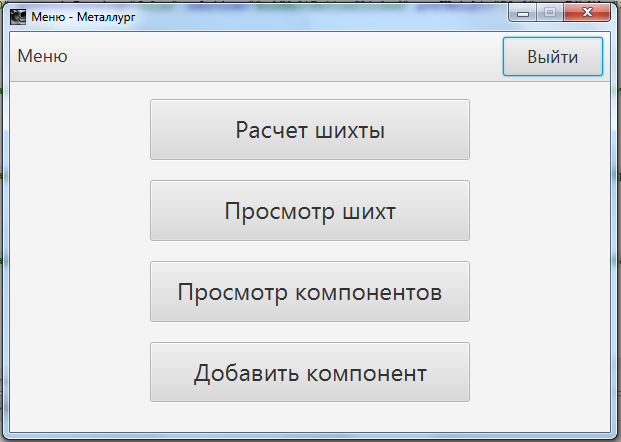 Меню - Металлург
Меню
Выйти
Расчет шихты
Просмотр шихт
Просмотр компонентов
Добавить компонент